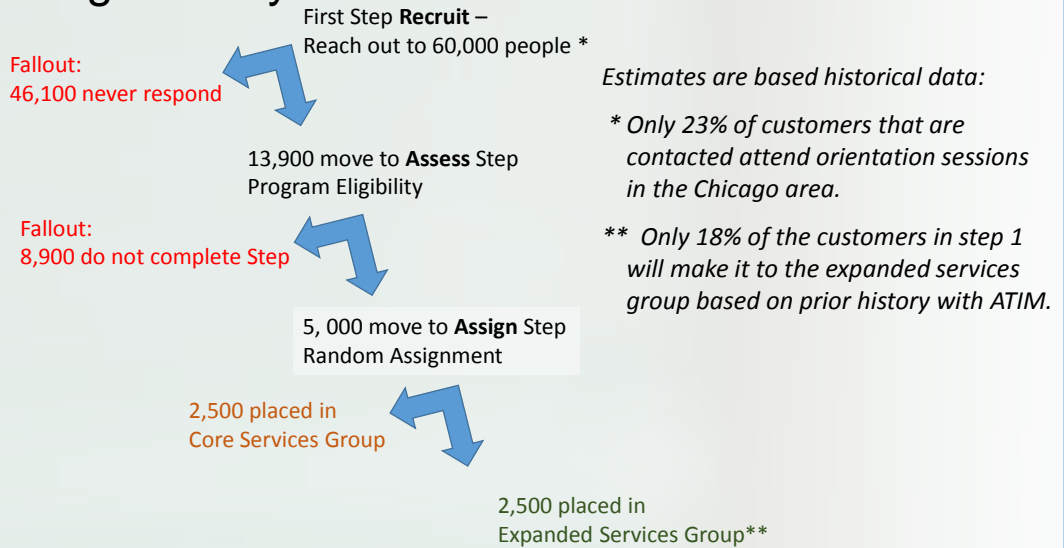 First Step Recruit –
Reach out to 60,000 people *
Fallout:
46,100 never respond
Estimates are based historical data:
* Only 23% of customers that are
contacted attend orientation sessions
in the Chicago area.
13,900 move to Assess Step
Program Eligibility
** Only 18% of the customers in step 1
will make it to the expanded services
group based on prior history with ATIM.
Fallout:
8,900 do not complete Step
5, 000 move to Assign Step
Random Assignment
2,500 placed in
Core Services Group
2,500 placed in
Expanded Services Group**